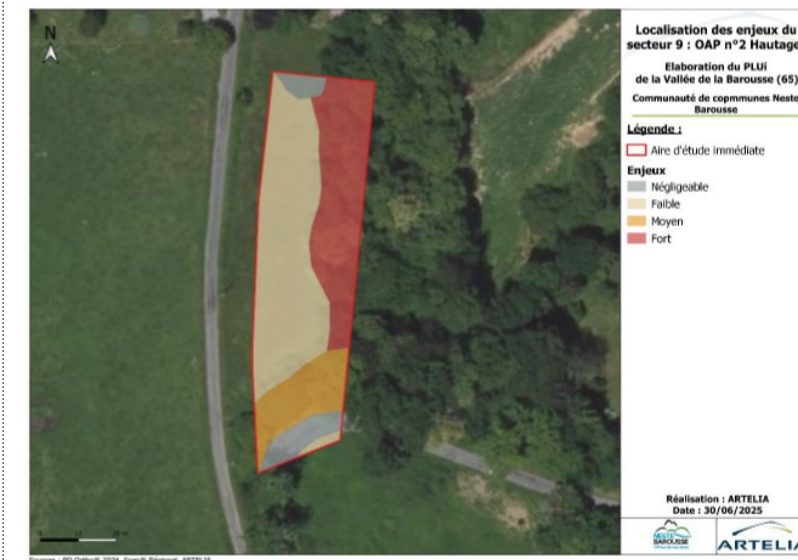 N
Localisation des enjeux du
secteur 9 : OAP n°2 Hautage
Elaboration du PLUi
de la Vallée de la Barousse (65)
Communauté de copmmunes Neste
Barousse
Légende :
Aire d'étude immédiate
Enjeux
Négligeable
Faible
Moyen
Fort
Réalisation : ARTELIA
Date : 30/06/2025
NESTE
BAROUSSE
ARTELIA